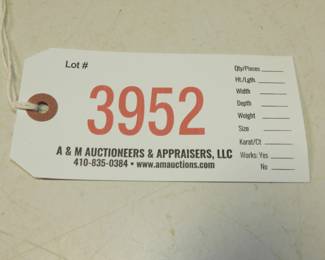 Lot #
3952
A & M AUCTIONEERS & APPRAISERS, LLC
410-835-0384 • www.amauctions.com
Qty/Pieces
Ht./Lgth.
Width
Depth
Weight
Size
Karat/Ct
Works: Yes
No